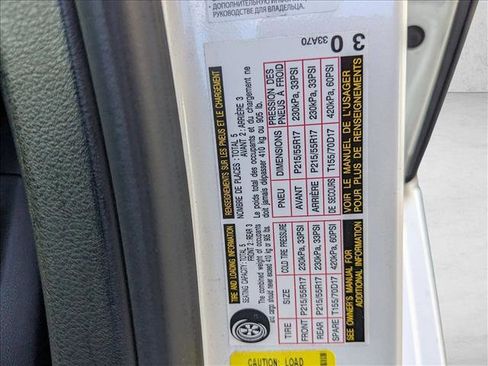 ДОПОЛНИТЕЛЬНУЮ
РУКОВОДСТВЕ ДЛЯ ВЛАДЕЛЬЦА.
3 0 33A70
TIRE AND LOADING INFORMATION
SEATING CAPACITY: TOTAL 5
FRONT 2: REAR 3
The combined weight of occupants
and cargo should never exceed 410 kg or 905 lbs.
TIRE SIZE COLD TIRE PRESSURE
FRONT P215/55R17 230kPa, 33PSI
REAR P215/55R17 230kPa, 33PSI
SPARE T155/70D17 420kPa, 60PSI
SEE OWNER'S MANUAL FOR
ADDITIONAL INFORMATION
RENSEIGNEMENTS SUR LES PNEUS ET LE CHARGEMENT
NOMBRE DE PLACES: TOTAL 5
AVANT 2: ARRIÈRE 3
Le poids total des occupants et du chargement ne
doit jamais dépasser 410 kg ou 905 lb.
PNEU DIMENSIONS PRESSION DES
PNEUS À FROID
AVANT P215/55R17 230kPa, 33PSI
ARRIÈRE P215/55R17 230kPa, 33PSI
DE SECOURS T155/70D17 420kPa, 60PSI
VOIR LE MANUEL DE L'USAGER
POUR PLUS DE RENSEIGNEMENTS
CAUTION: LOAD